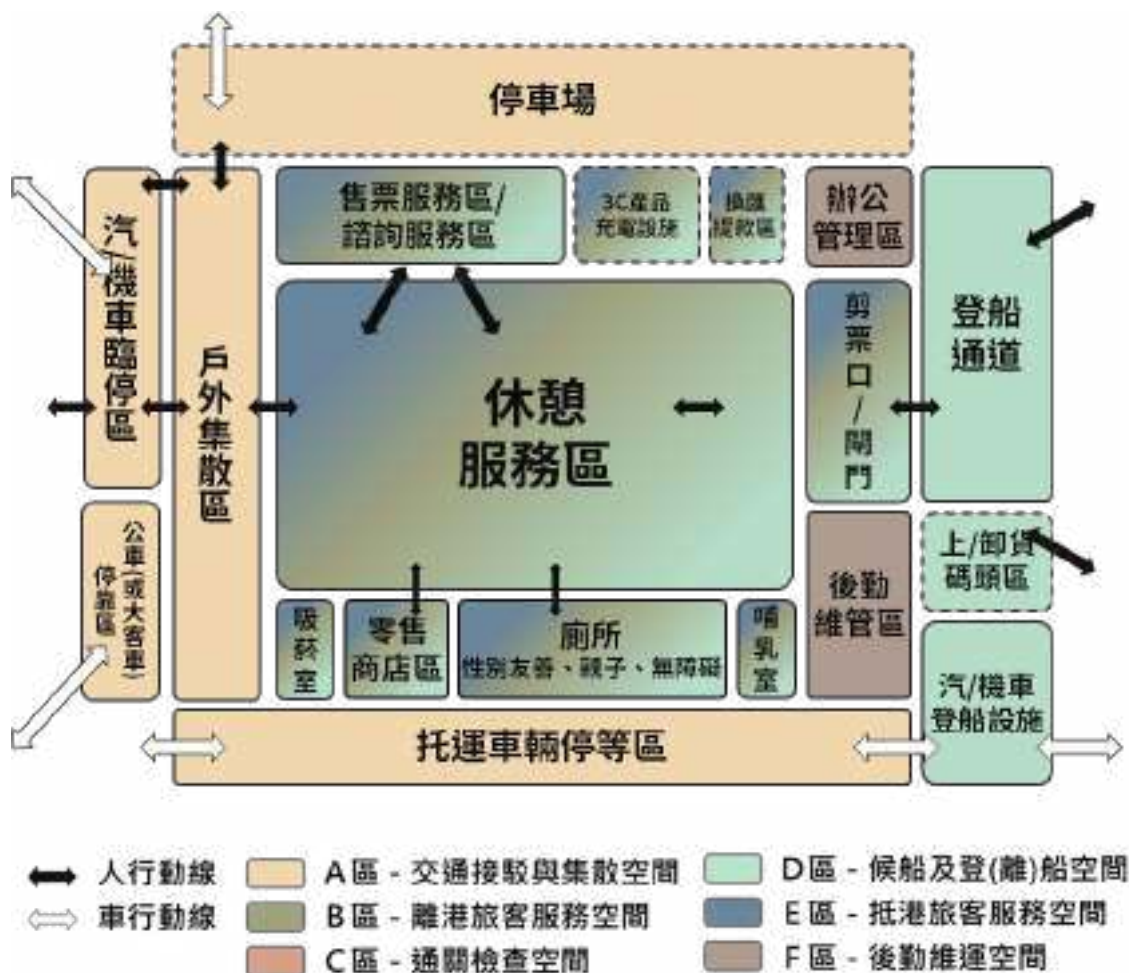 停車場
售票服務區/
諮詢服務區
3C產品
充電設施
換匯
提款區
辦公
管理區
汽/機車臨停區
戶外集散區
休憩
服務區
剪票口/閘門
登船
通道
公車(或大客車)
停靠區
上/卸貨
碼頭區
後勤
維管區
吸菸室
零售
商店區
廁所
性別友善、親子、無障礙
哺乳室
汽/機車
登船設施
托運車輛停等區
人行動線
車行動線
A區 - 交通接駁與集散空間
B區 - 離港旅客服務空間
C區 - 通關檢查空間
D區 - 候船及登(離)船空間
E區 - 抵港旅客服務空間
F區 - 後勤維運空間